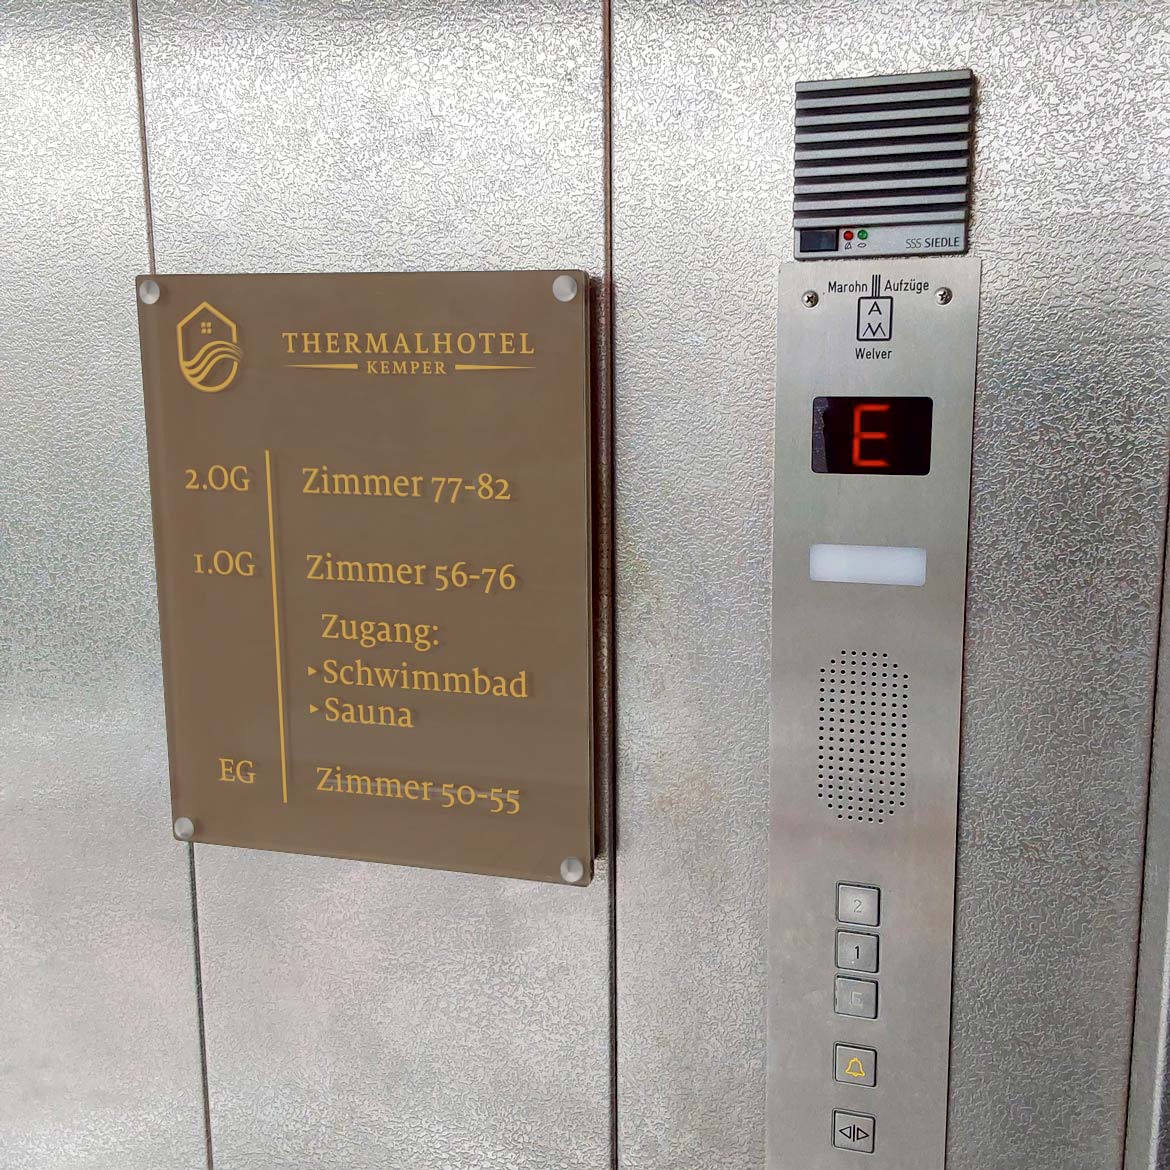 THERMALHOTEL
KEMPER
2.OG Zimmer 77-82
1.OG Zimmer 56-76
Zugang:
▸Schwimmbad
▸Sauna
EG Zimmer 50-55
SSS SIEDLE
Marohn Aufzüge
A
M
Welver
E
2
1
E